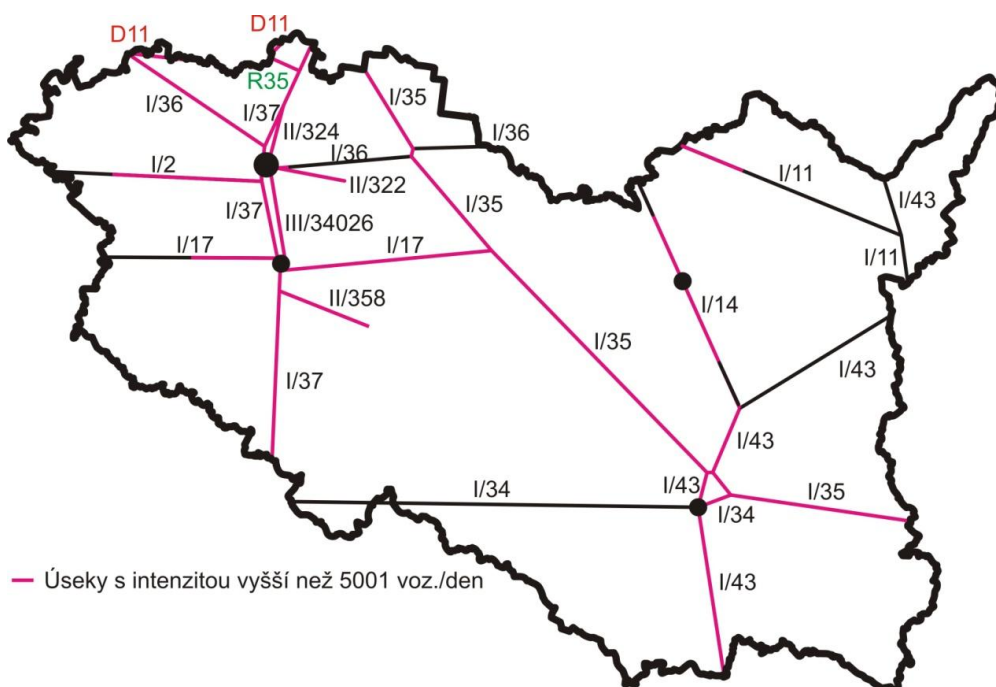 D11
D11
R35
I/36
I/37
I/35
II/324
I/36
I/36
I/2
II/322
I/11
I/37
III/34026
I/35
I/43
I/17
I/17
I/11
II/358
I/14
I/35
I/37
I/43
I/43
I/34
I/43
I/35
I/34
Úseky s intenzitou vyšší než 5001 voz./den
I/43